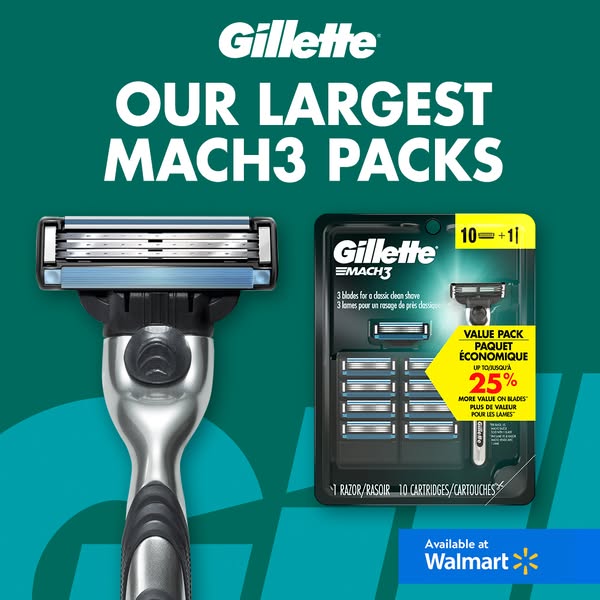 Gillette
OUR LARGEST
MACH3 PACKS
10 + 1
Gillette
MACH3
3 blades for a classic clean shave
3 lames pour un rasage de près classique
VALUE PACK
PAQUET
ÉCONOMIQUE
UP TO/JUSQU'À
25%
MORE VALUE ON BLADES*
PLUS DE VALEUR
POUR LES LAMES*
Gillette
1 RAZOR/RASOIR 10 CARTRIDGES/CARTOUCHES
Available at
Walmart